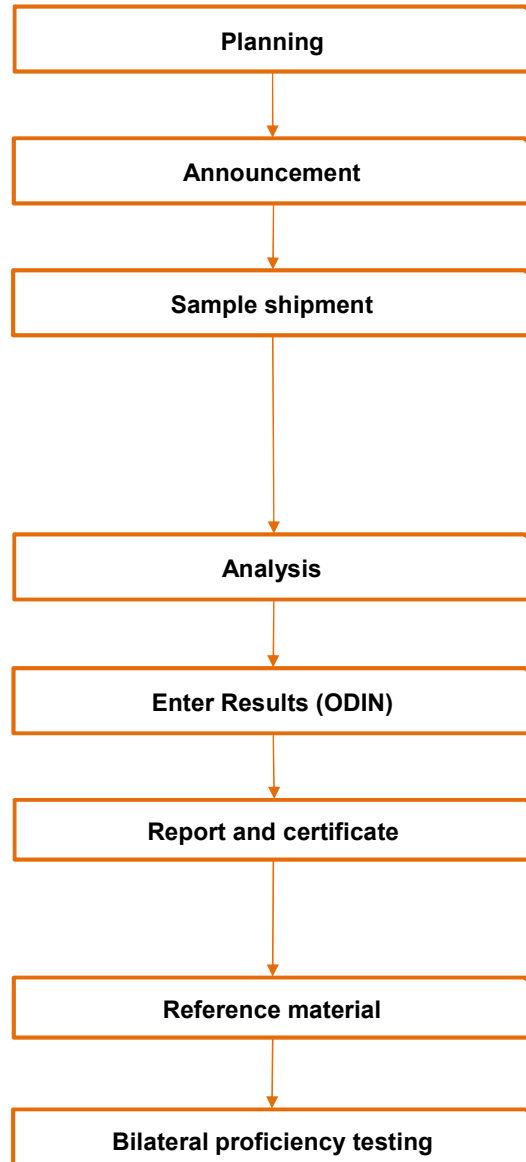 Planning
Announcement
Sample shipment
Analysis
Enter Results (ODIN)
Report and certificate
Reference material
Bilateral proficiency testing